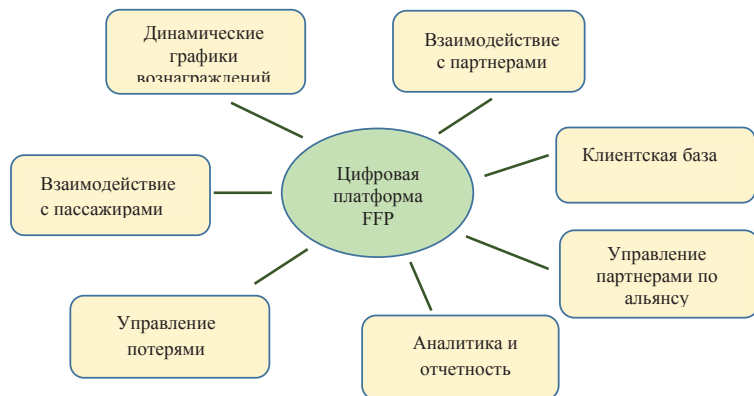 Динамические
графики
вознаграждений
Взаимодействие
с партнерами
Клиентская база
Взаимодействие
с пассажирами
Цифровая
платформа
FFP
Управление
партнерами по
альянсу
Управление
потерями
Аналитика и
отчетность